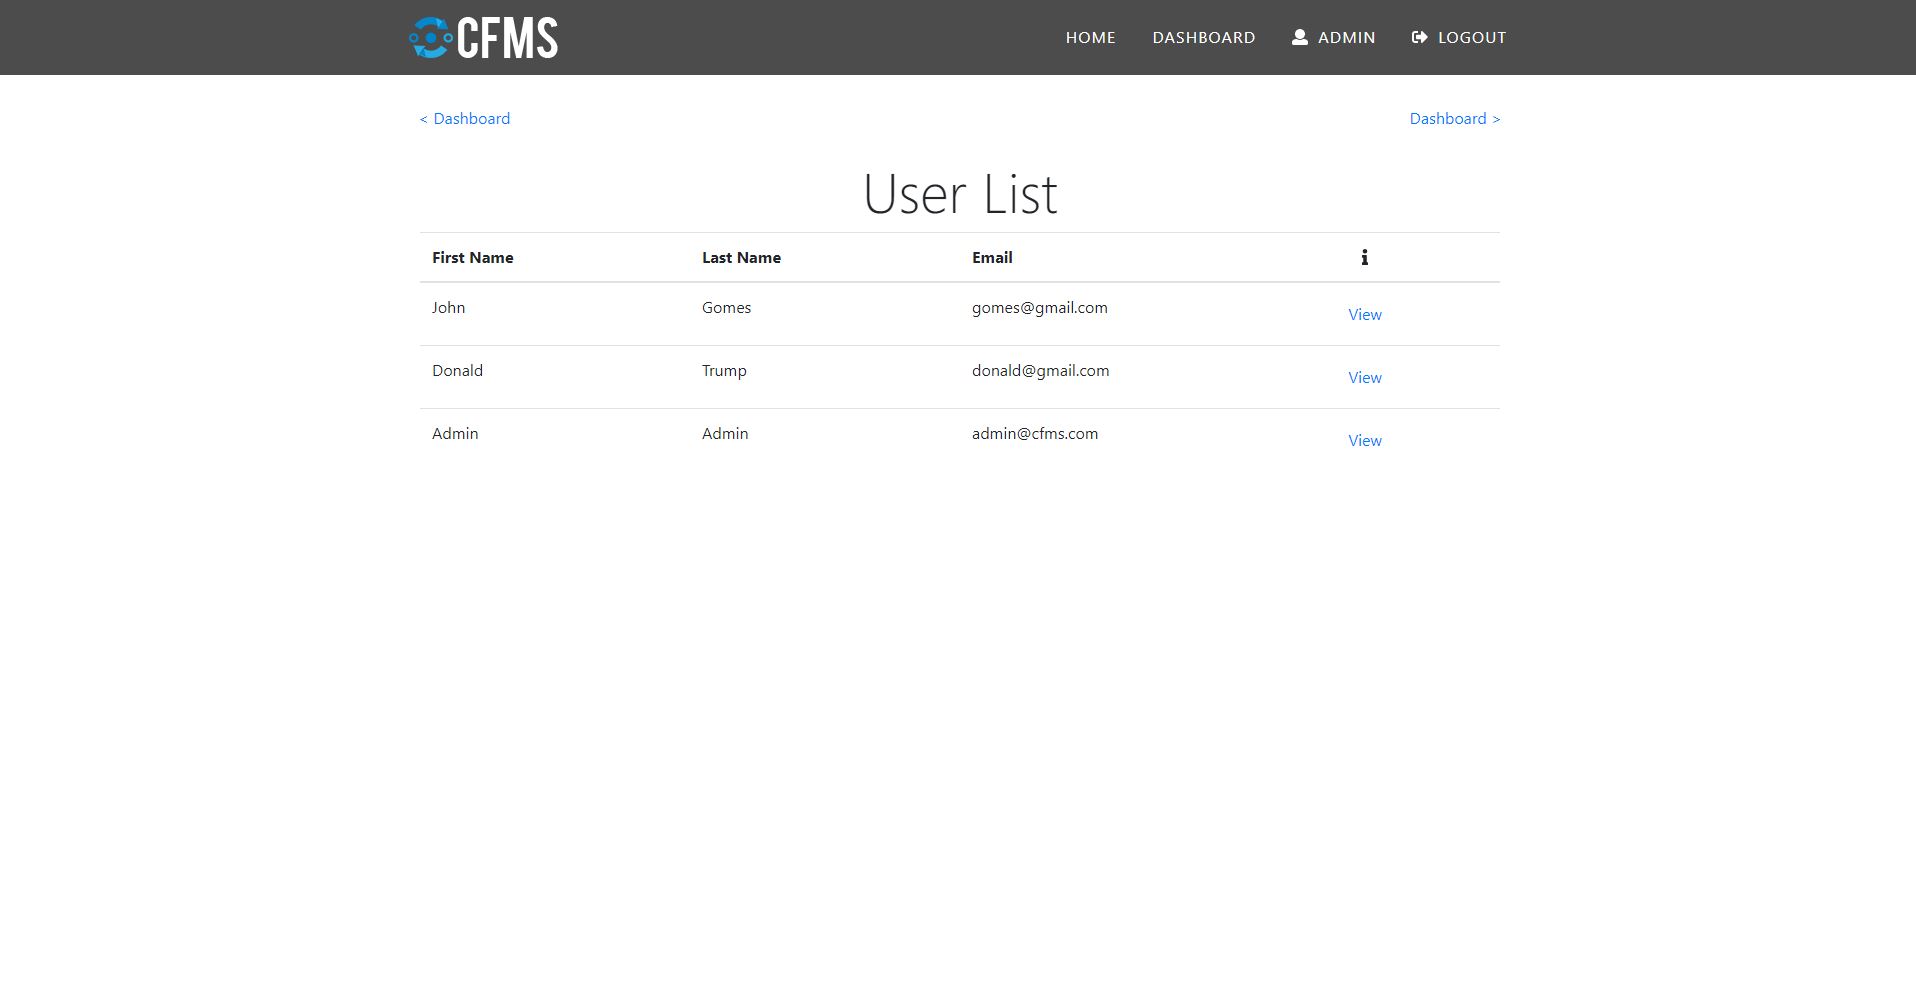 CFMS HOME DASHBOARD ADMIN LOGOUT
< Dashboard Dashboard >
User List
First Name Last Name Email
John Gomes gomes@gmail.com View
Donald Trump donald@gmail.com View
Admin Admin admin@cfms.com View